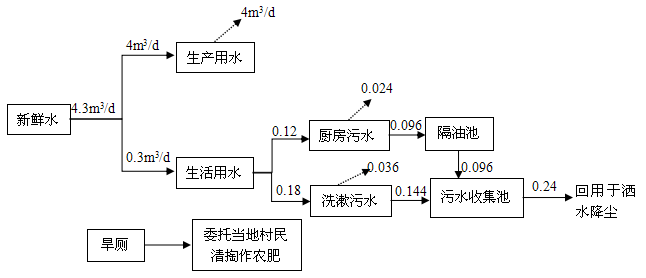 4m³/d
4m³/d
生产用水
新鲜水
4.3m³/d
0.3m³/d
生活用水
0.12
0.024
厨房污水
0.096
隔油池
0.096
0.18
0.036
洗漱污水
0.144
污水收集池
0.24
回用于洒
水降尘
旱厕
委托当地村民
清掏作农肥